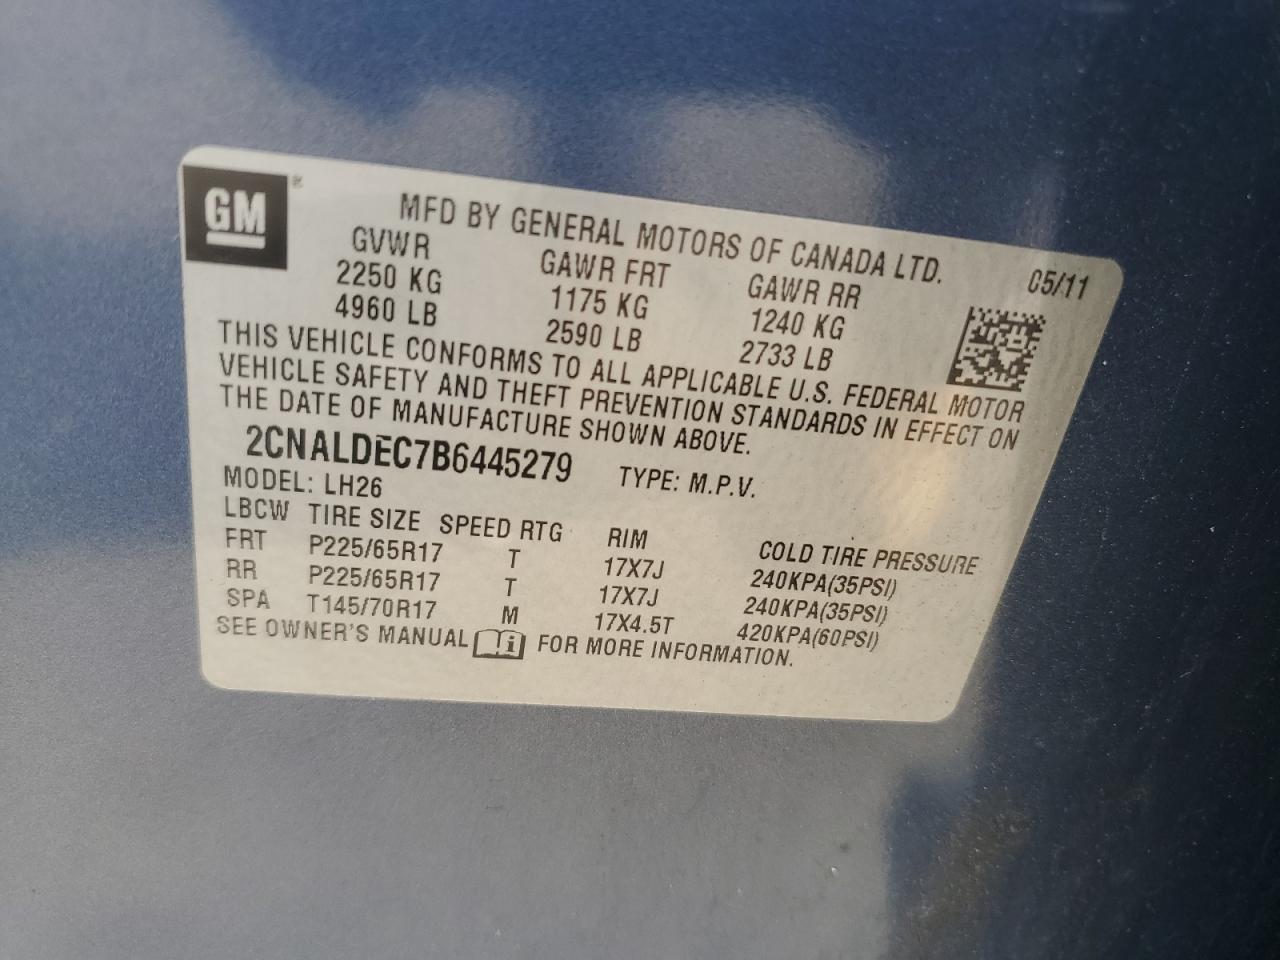 GM®
MFD BY GENERAL MOTORS OF CANADA LTD.
GVWR GAWR FRT GAWR RR 05/11
2250 KG 1175 KG 1240 KG
4960 LB 2590 LB 2733 LB
THIS VEHICLE CONFORMS TO ALL APPLICABLE U.S. FEDERAL MOTOR
VEHICLE SAFETY AND THEFT PREVENTION STANDARDS IN EFFECT ON
THE DATE OF MANUFACTURE SHOWN ABOVE.
2CNALDEC7B6445279 TYPE: M.P.V.
MODEL: LH26
LBCW TIRE SIZE SPEED RTG RIM COLD TIRE PRESSURE
FRT P225/65R17 T 17X7J 240KPA(35PSI)
RR P225/65R17 T 17X7J 240KPA(35PSI)
SPA T145/70R17 M 17X4.5T 420KPA(60PSI)
SEE OWNER'S MANUAL i FOR MORE INFORMATION.